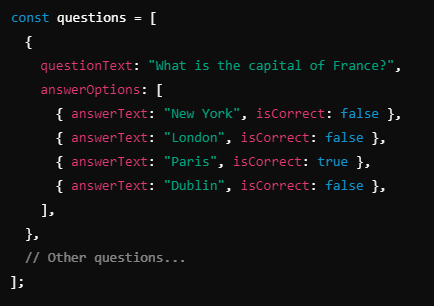 const questions = [
  {
    questionText: "What is the capital of France?",
    answerOptions: [
      { answerText: "New York", isCorrect: false },
      { answerText: "London", isCorrect: false },
      { answerText: "Paris", isCorrect: true },
      { answerText: "Dublin", isCorrect: false },
    ],
  },
  // Other questions...
];